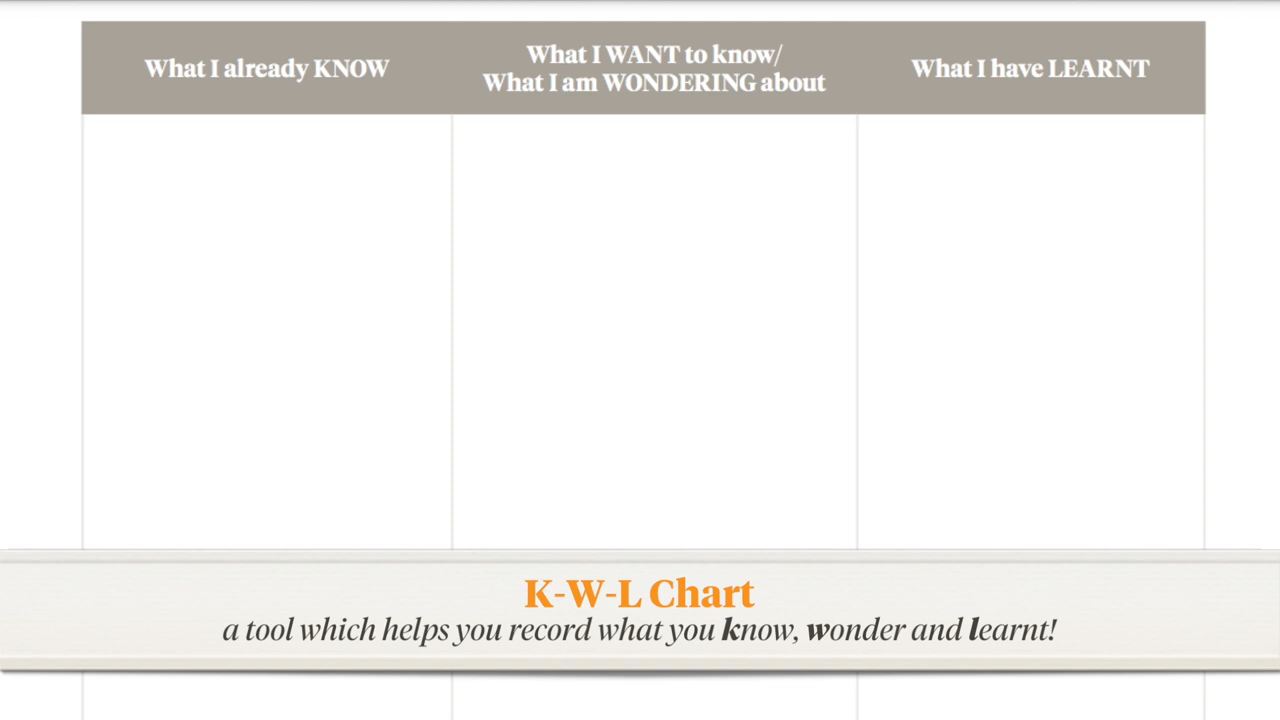 What I already KNOW
What I WANT to know/
What I am WONDERING about
What I have LEARNT
K-W-L Chart
a tool which helps you record what you know, wonder and learnt!